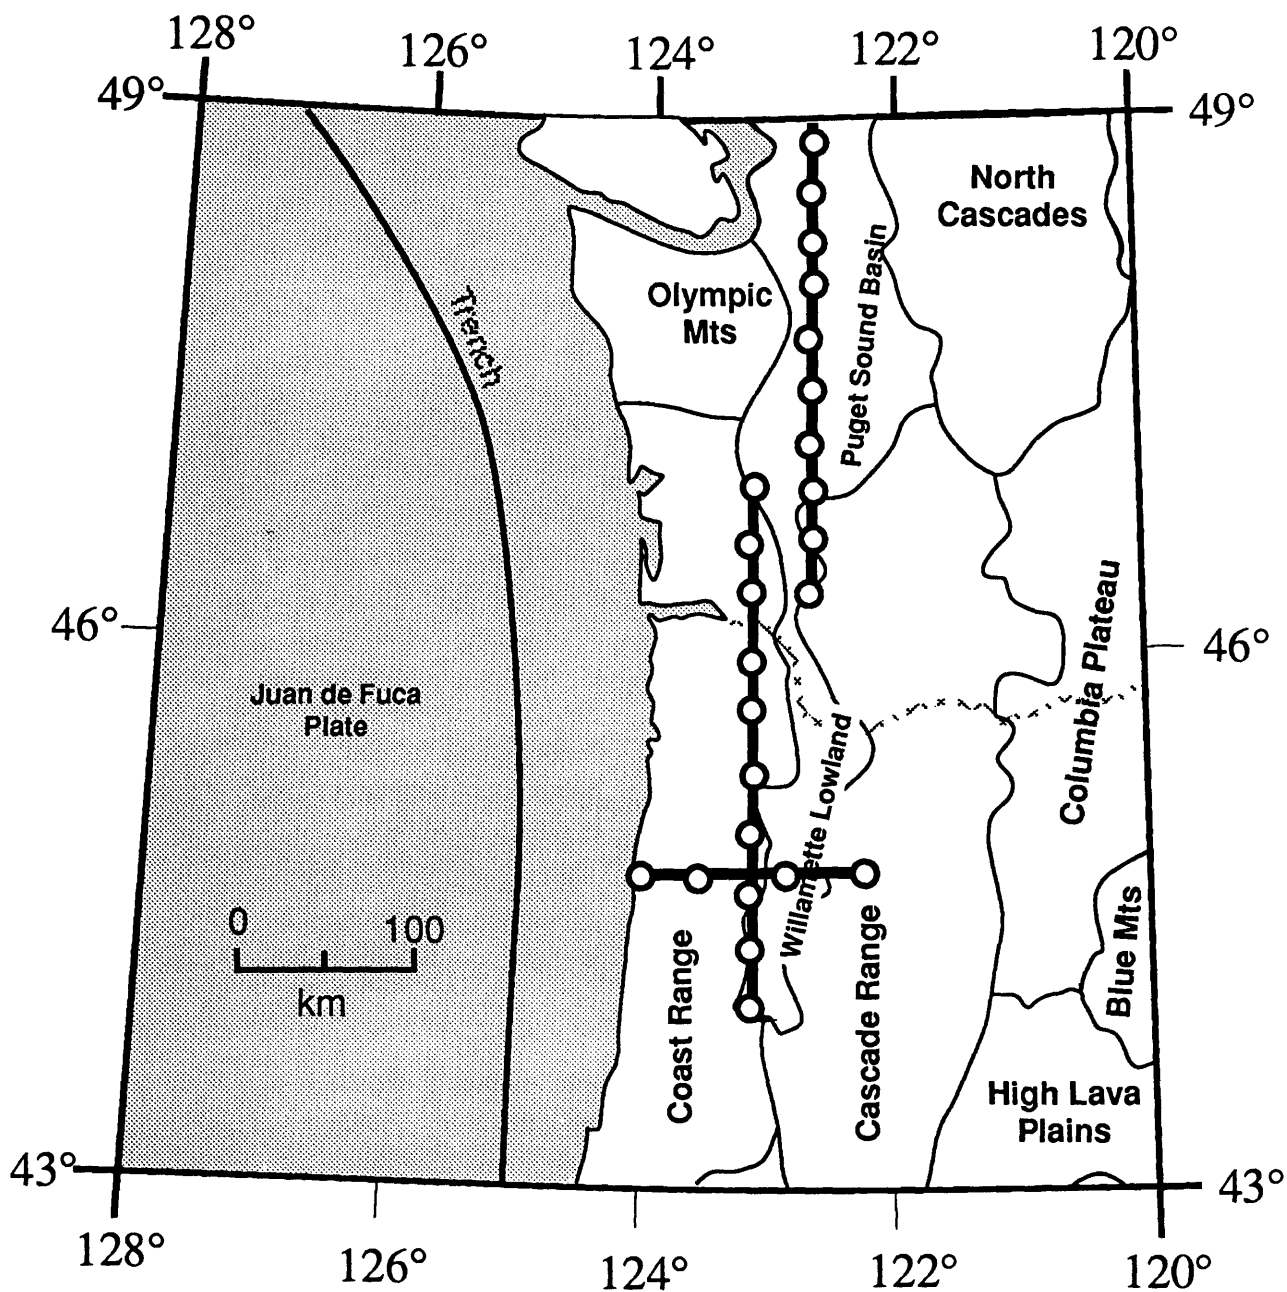 128°
126°
124°
122°
120°
49°
49°
North
Cascades
Puget Sound Basin
Olympic
Mts
Trench
46°
46°
Columbia Plateau
Juan de Fuca
Plate
Willamette Lowland
0
100
km
Coast Range
Cascade Range
Blue Mts
High Lava
Plains
43°
43°
128°
126°
124°
122°
120°